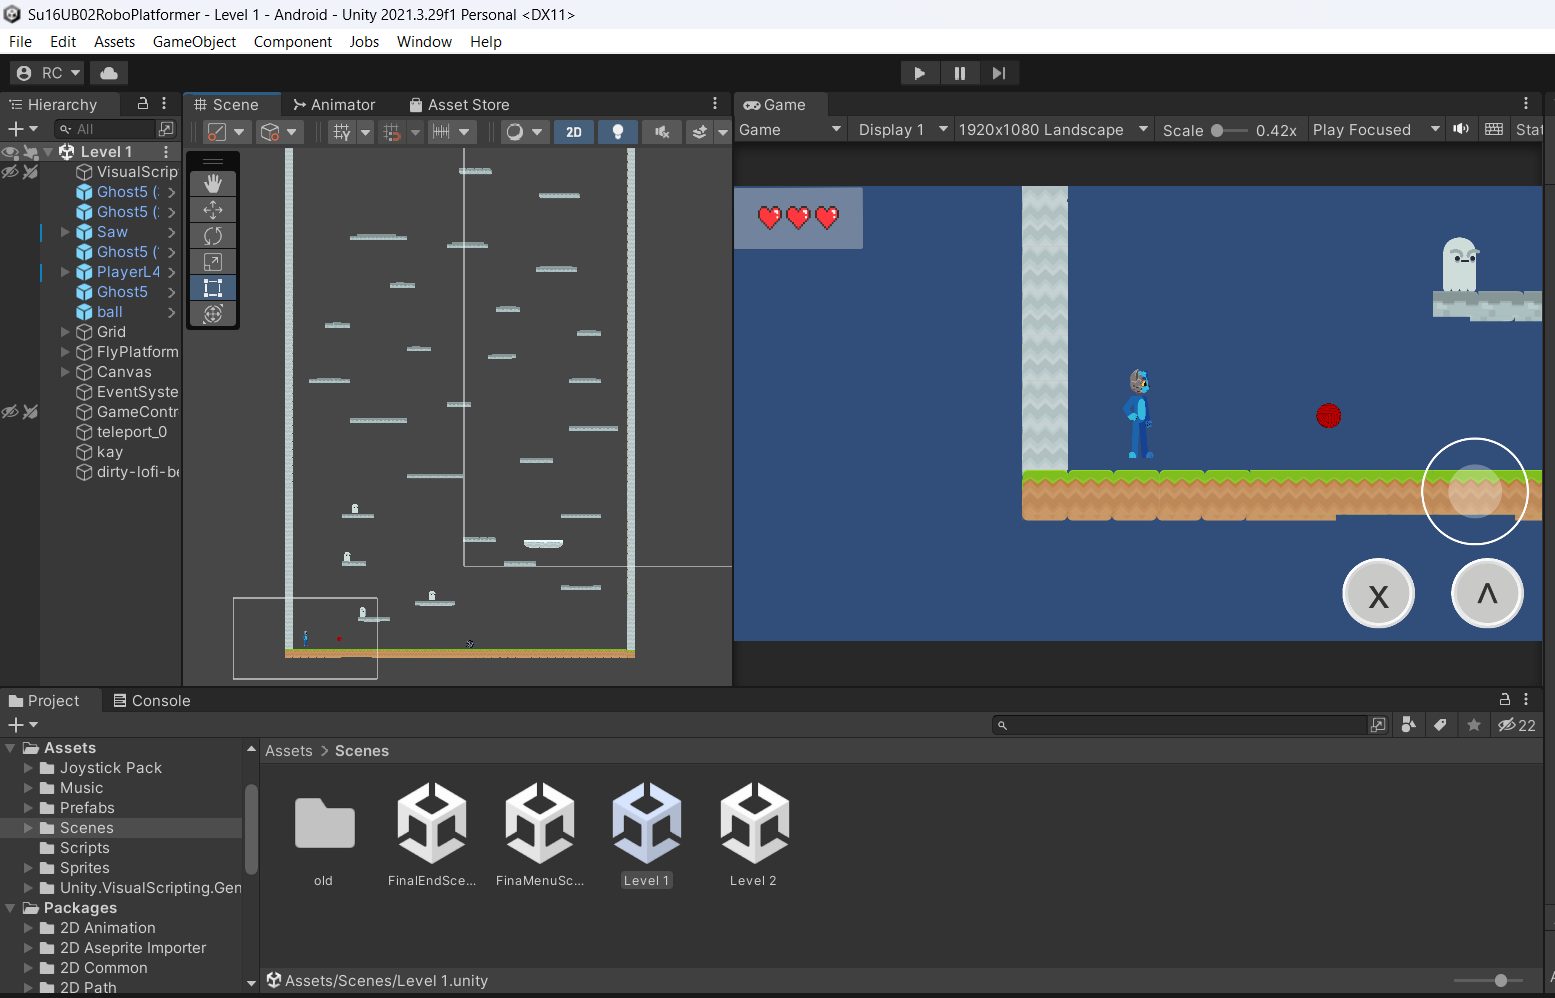 Su16UB02RoboPlatformer - Level 1 - Android - Unity 2021.3.29f1 Personal <DX11>
File Edit Assets GameObject Component Jobs Window Help
RC
Hierarchy
All
Level 1
VisualScrip
Ghost5 (
Ghost5 (
Saw
Ghost5 (
PlayerL4
Ghost5
ball
Grid
FlyPlatform
Canvas
EventSyste
GameContr
teleport_0
kay
dirty-lofi-be
Scene Animator Asset Store
2D
Game
Game Display 1 1920x1080 Landscape Scale 0.42x Play Focused Stat
X
^
Project Console
22
Assets
Joystick Pack
Music
Prefabs
Scenes
Scripts
Sprites
Unity.VisualScripting.Gen
Packages
2D Animation
2D Aseprite Importer
2D Common
2D Path
Assets > Scenes
old FinalEndSce... FinaMenuSc... Level 1 Level 2
Assets/Scenes/Level 1.unity